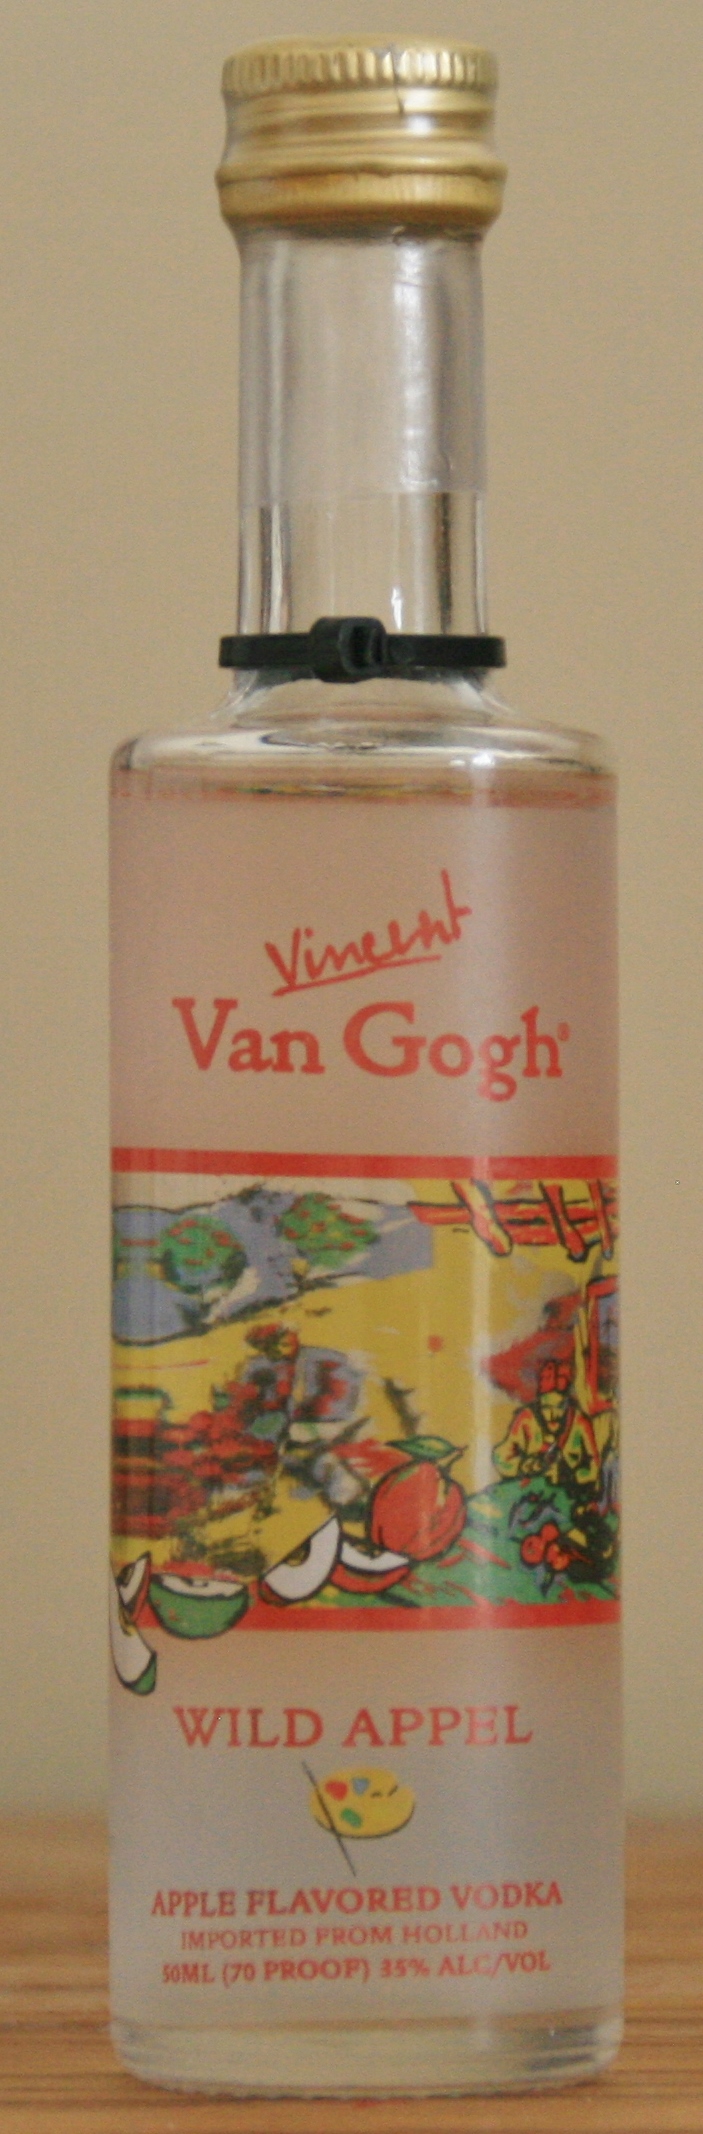 Vincent
Van Gogh®
WILD APPEL
APPLE FLAVORED VODKA
IMPORTED FROM HOLLAND
50ML (70 PROOF) 35% ALC/VOL